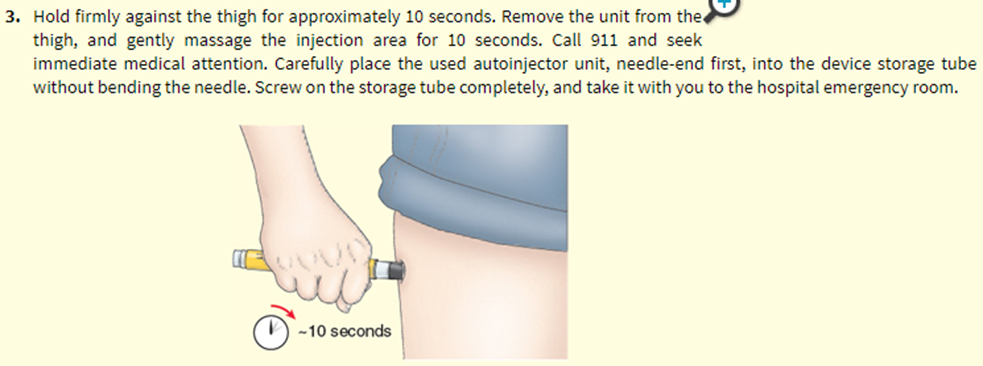 3. Hold firmly against the thigh for approximately 10 seconds. Remove the unit from the
thigh, and gently massage the injection area for 10 seconds. Call 911 and seek
immediate medical attention. Carefully place the used autoinjector unit, needle-end first, into the device storage tube
without bending the needle. Screw on the storage tube completely, and take it with you to the hospital emergency room.
~10 seconds